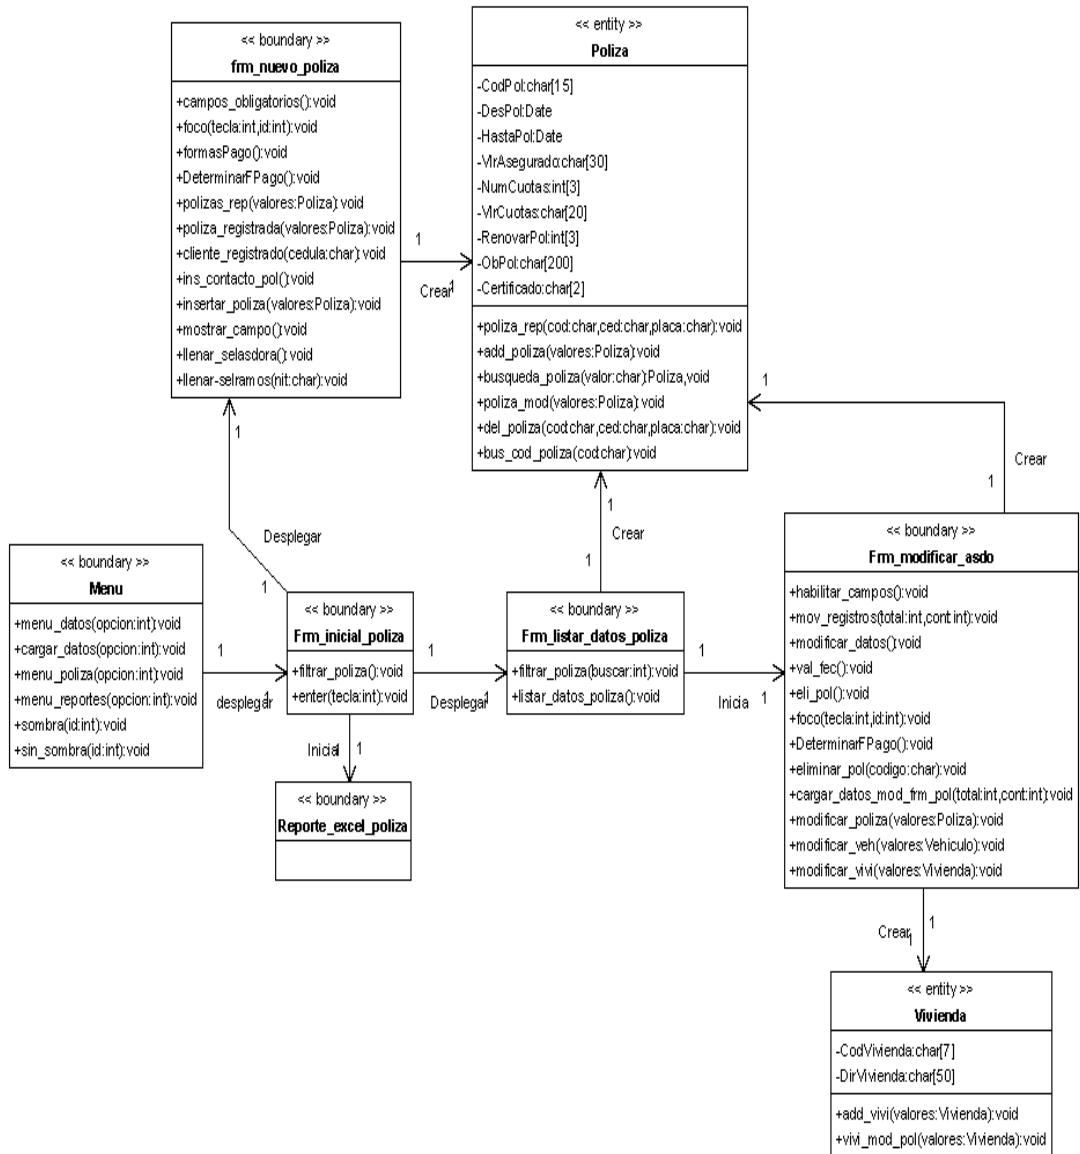 << boundary >>
frm_nuevo_poliza
+campos_obligatorios():void
+foco(tecla:int,id:int):void
+formasPago():void
+DeterminarFPago():void
+polizas_rep(valores:Poliza):void
+poliza_registrada(valores:Poliza):void
+cliente_registrado(cedula:char):void
+ins_contacto_pol():void
+insertar_poliza(valores:Poliza):void
+mostrar_campo():void
+llenar_selasdora():void
+llenar-selramos(nit:char):void
<< entity >>
Poliza
-CodPol:char[15]
-DesPol:Date
-HastaPol:Date
-VlrAsegurado:char[30]
-NumCuotas:int[3]
-VlrCuotas:char[20]
-RenovarPol:int[3]
-ObPol:char[200]
-Certificado:char[2]
+poliza_rep(cod:char,ced:char,placa:char):void
+add_poliza(valores:Poliza):void
+busqueda_poliza(valor:char):Poliza,void
+poliza_mod(valores:Poliza):void
+del_poliza(cod:char,ced:char,placa:char):void
+bus_cod_poliza(cod:char):void
1
Crear
1
1
Crear
1
1
Desplegar
1
1
Crear
1
<< boundary >>
Menu
+menu_datos(opcion:int):void
+cargar_datos(opcion:int):void
+menu_poliza(opcion:int):void
+menu_reportes(opcion:int):void
+sombra(id:int):void
+sin_sombra(id:int):void
1
desplegar
1
<< boundary >>
Frm_inicial_poliza
+filtrar_poliza():void
+enter(tecla:int):void
1
Desplegar
1
<< boundary >>
Frm_listar_datos_poliza
+filtrar_poliza(buscar:int):void
+listar_datos_poliza():void
1
Inicia
1
<< boundary >>
Frm_modificar_asdo
+habilitar_campos():void
+mov_registros(total:int,cont:int):void
+modificar_datos():void
+val_fec():void
+eli_pol():void
+foco(tecla:int,id:int):void
+DeterminarFPago():void
+eliminar_pol(codigo:char):void
+cargar_datos_mod_frm_pol(total:int,cont:int):void
+modificar_poliza(valores:Poliza):void
+modificar_veh(valores:Vehiculo):void
+modificar_vivi(valores:Vivienda):void
Inicia
1
1
<< boundary >>
Reporte_excel_poliza
Crear
1
1
<< entity >>
Vivienda
-CodVivienda:char[7]
-DirVivienda:char[50]
+add_vivi(valores:Vivienda):void
+vivi_mod_pol(valores:Vivienda):void